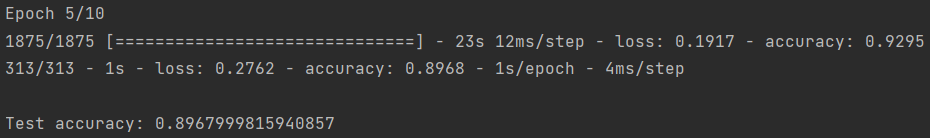 Epoch 5/10
1875/1875 [==============================] - 23s 12ms/step - loss: 0.1917 - accuracy: 0.9295
313/313 - 1s - loss: 0.2762 - accuracy: 0.8968 - 1s/epoch - 4ms/step
Test accuracy: 0.8967999815940857